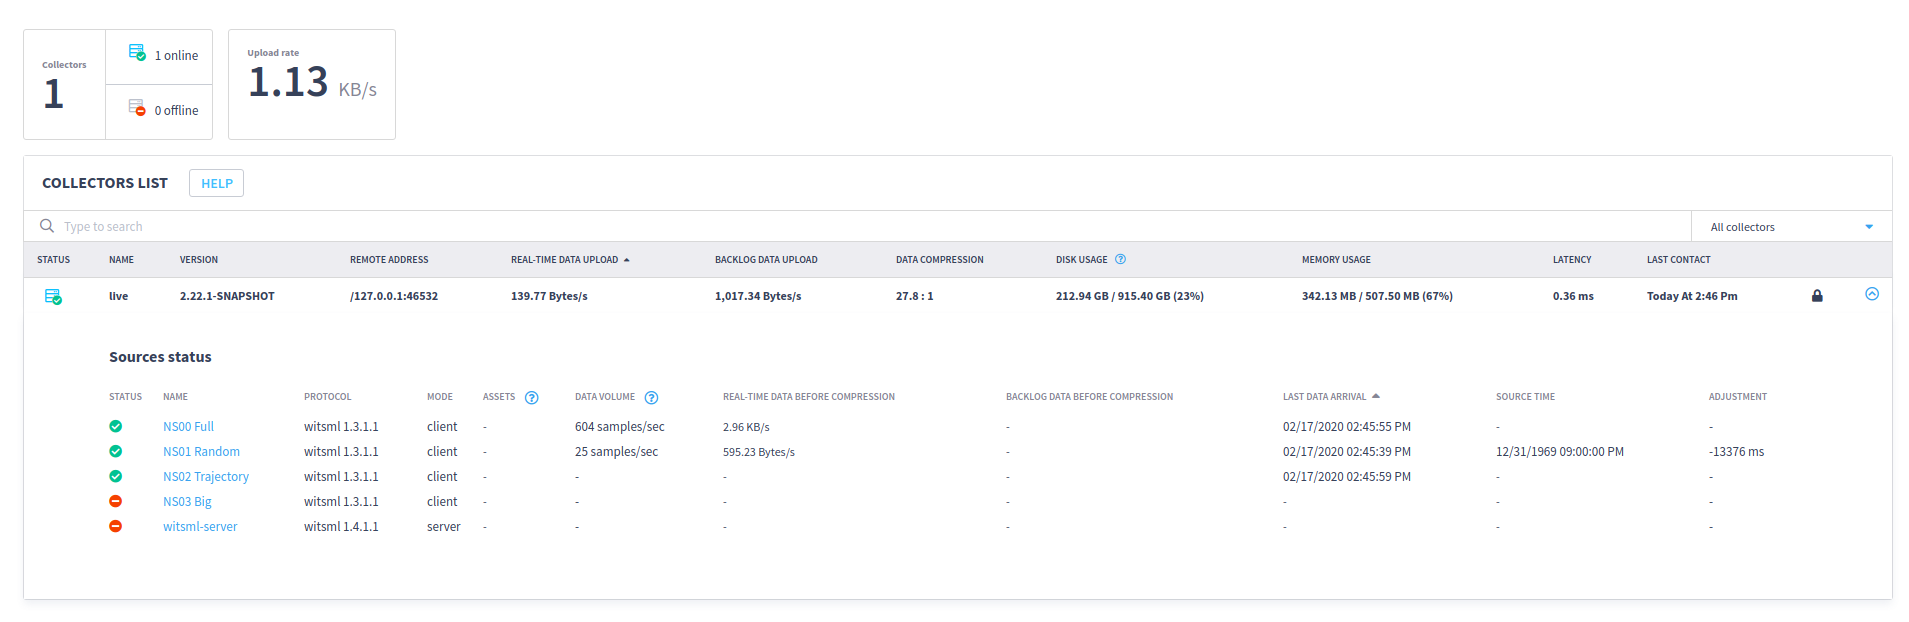 Collectors
1
1 online
0 offline
Upload rate
1.13 KB/s
COLLECTORS LIST HELP
Type to search All collectors
STATUS NAME VERSION REMOTE ADDRESS REAL-TIME DATA UPLOAD BACKLOG DATA UPLOAD DATA COMPRESSION DISK USAGE ? MEMORY USAGE LATENCY LAST CONTACT
live 2.22.1-SNAPSHOT /127.0.0.1:46532 139.77 Bytes/s 1,017.34 Bytes/s 27.8 : 1 212.94 GB / 915.40 GB (23%) 342.13 MB / 507.50 MB (67%) 0.36 ms Today At 2:46 Pm
Sources status
STATUS NAME PROTOCOL MODE ASSETS ? DATA VOLUME ? REAL-TIME DATA BEFORE COMPRESSION BACKLOG DATA BEFORE COMPRESSION LAST DATA ARRIVAL SOURCE TIME ADJUSTMENT
NS00 Full witsml 1.3.1.1 client - 604 samples/sec 2.96 KB/s - 02/17/2020 02:45:55 PM - -
NS01 Random witsml 1.3.1.1 client - 25 samples/sec 595.23 Bytes/s - 02/17/2020 02:45:39 PM 12/31/1969 09:00:00 PM -13376 ms
NS02 Trajectory witsml 1.3.1.1 client - - - - 02/17/2020 02:45:59 PM - -
NS03 Big witsml 1.3.1.1 client - - - - - - -
witsml-server witsml 1.4.1.1 server - - - - - - -